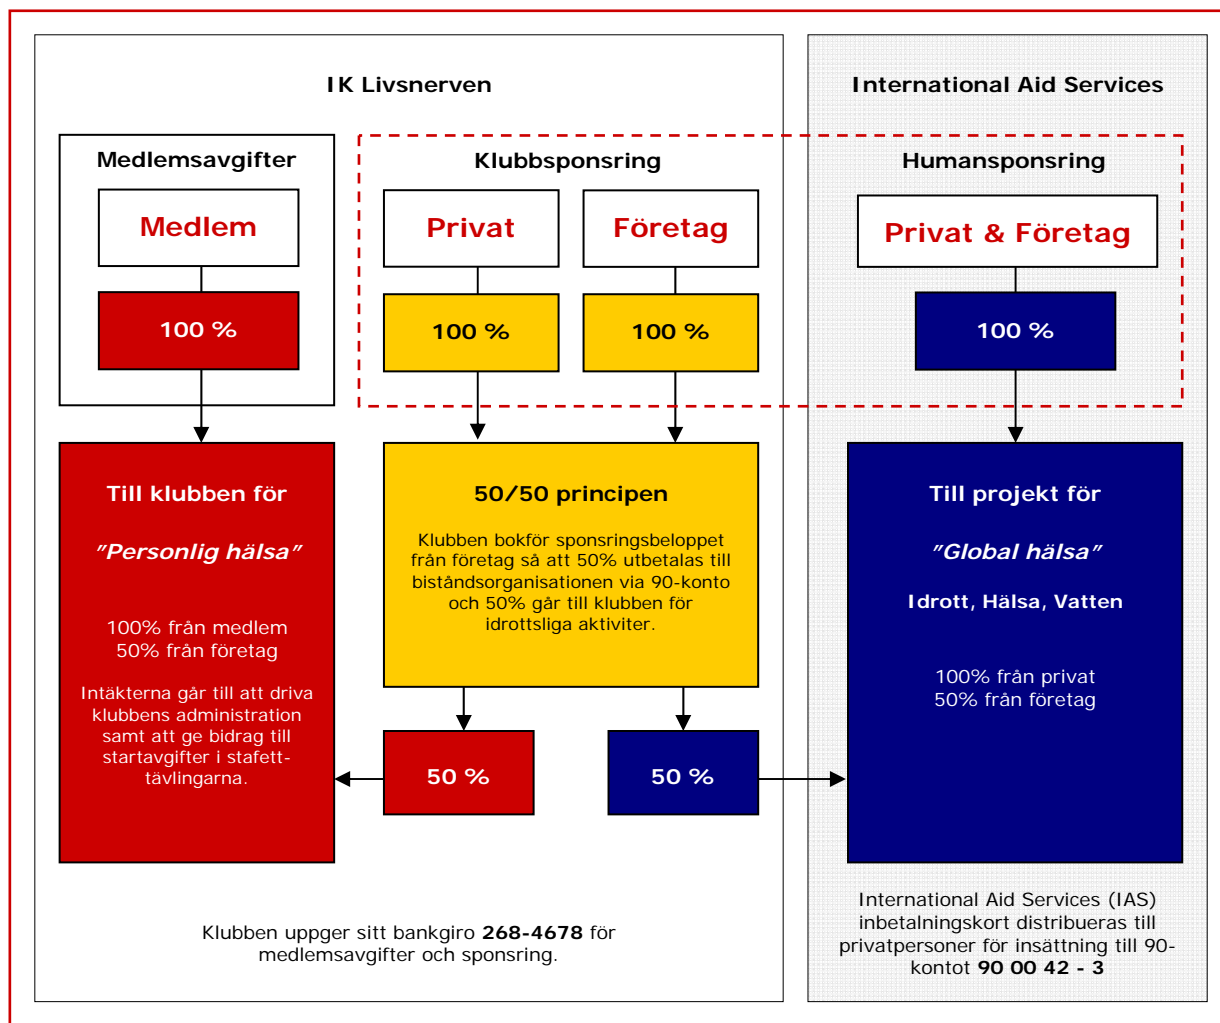 IK Livsnerven
International Aid Services
Medlemsavgifter
Klubbsponsring
Humansponsring
Medlem
Privat
Företag
Privat & Företag
100 %
100 %
100 %
100 %
Till klubben för
"Personlig hälsa"
100% från medlem
50% från företag
Intäkterna går till att driva
klubbens administration
samt att ge bidrag till
startavgifter i stafett-
tävlingarna.
50/50 principen
Klubben bokför sponsringsbeloppet
från företag så att 50% utbetalas till
biståndsorganisationen via 90-konto
och 50% går till klubben för
idrottsliga aktiviter.
Till projekt för
"Global hälsa"
Idrott, Hälsa, Vatten
100% från privat
50% från företag
50 %
50 %
Klubben uppger sitt bankgiro 268-4678 för
medlemsavgifter och sponsring.
International Aid Services (IAS)
inbetalningskort distribueras till
privatpersoner för insättning till 90-
kontot 90 00 42 - 3